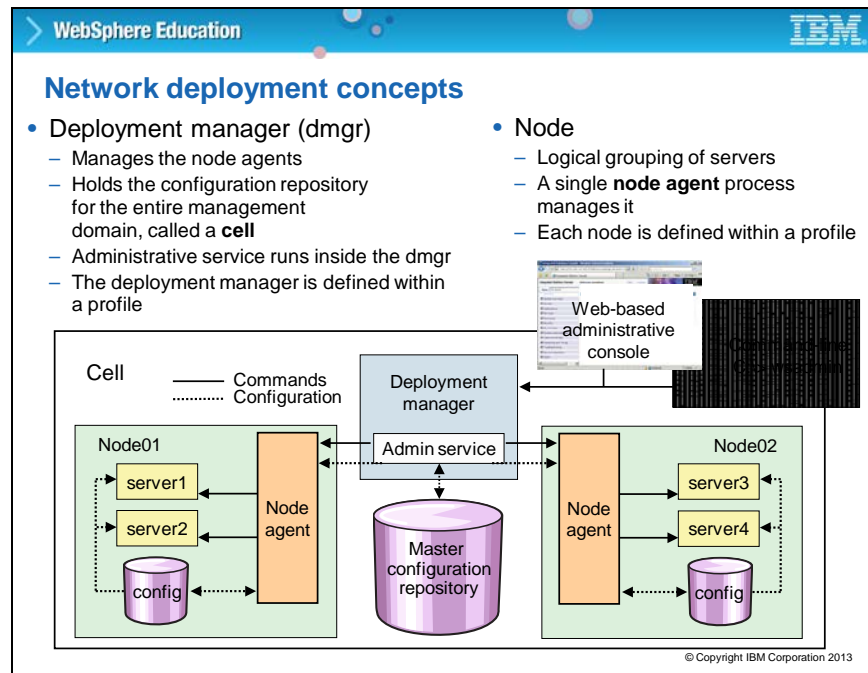 WebSphere Education
IBM
Network deployment concepts
• Deployment manager (dmgr)
– Manages the node agents
– Holds the configuration repository
for the entire management
domain, called a cell
– Administrative service runs inside the dmgr
– The deployment manager is defined within
a profile
• Node
– Logical grouping of servers
– A single node agent process
manages it
– Each node is defined within a profile
Web-based
administrative
console
Cell
Commands
Configuration
Deployment
manager
Admin service
Master
configuration
repository
Node01
server1
server2
config
Node
agent
Node02
Node
agent
server3
server4
config
© Copyright IBM Corporation 2013